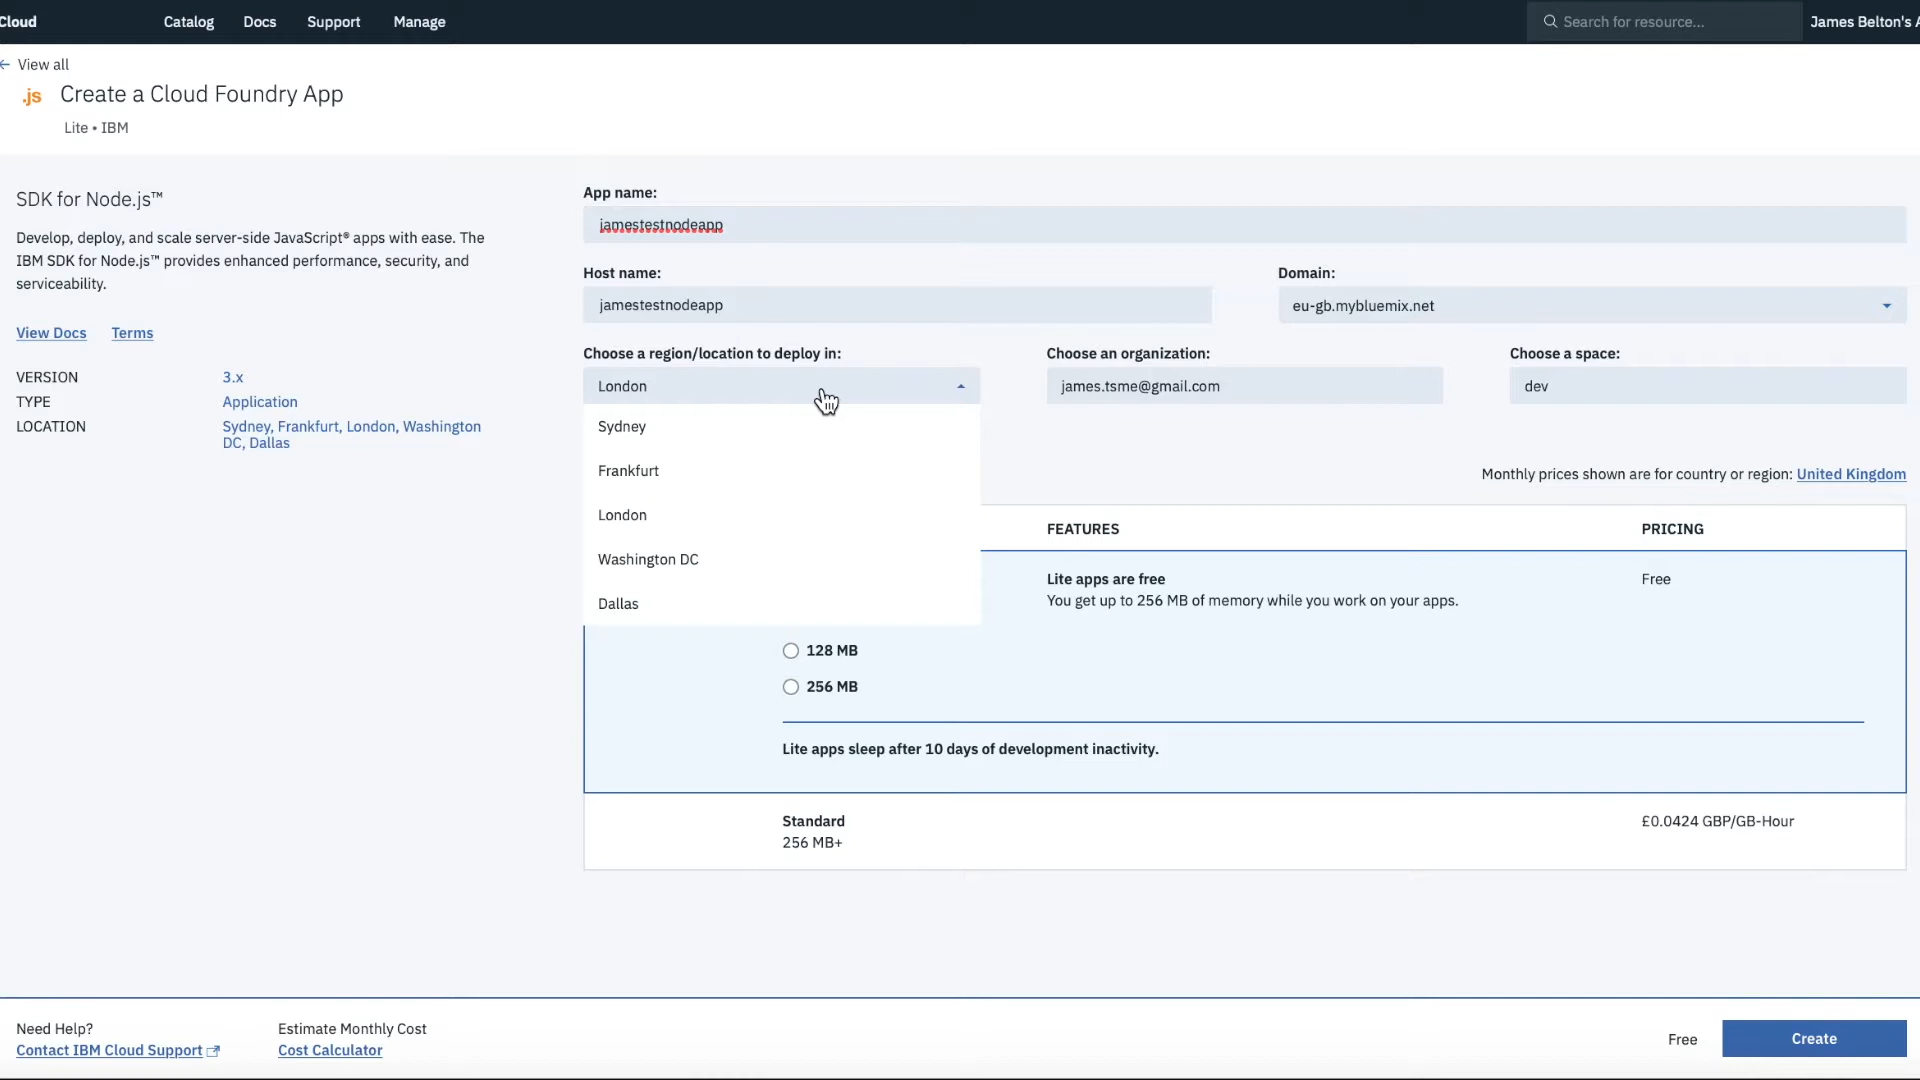 Cloud
Catalog
Docs
Support
Manage
Search for resource...
James Belton's A
View all
.js
Create a Cloud Foundry App
Lite • IBM
SDK for Node.js™
Develop, deploy, and scale server-side JavaScript® apps with ease. The
IBM SDK for Node.js™ provides enhanced performance, security, and
serviceability.
View Docs
Terms
VERSION
3.x
TYPE
Application
LOCATION
Sydney, Frankfurt, London, Washington
DC, Dallas
App name:
jamestestnodeapp
Host name:
jamestestnodeapp
Domain:
eu-gb.mybluemix.net
Choose a region/location to deploy in:
London
Sydney
Frankfurt
London
Washington DC
Dallas
Choose an organization:
james.tsme@gmail.com
Choose a space:
dev
Monthly prices shown are for country or region: United Kingdom
FEATURES
PRICING
Lite apps are free
You get up to 256 MB of memory while you work on your apps.
Free
128 MB
256 MB
Lite apps sleep after 10 days of development inactivity.
Standard
256 MB+
£0.0424 GBP/GB-Hour
Need Help?
Contact IBM Cloud Support
Estimate Monthly Cost
Cost Calculator
Free
Create